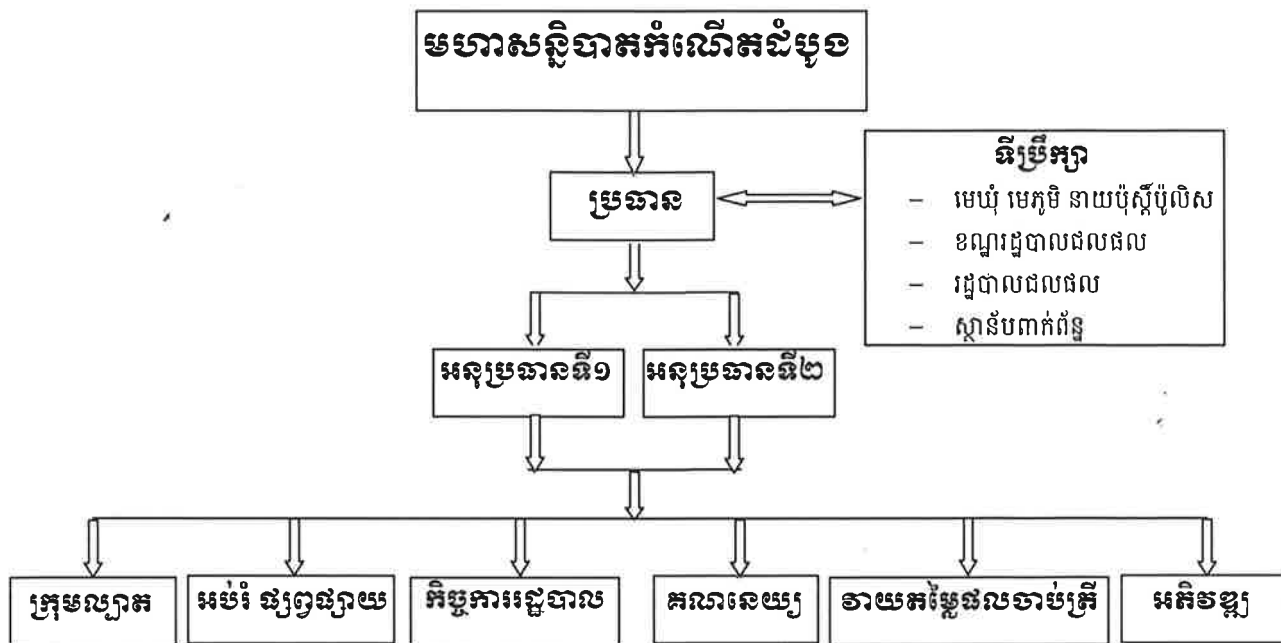 មហាសន្និបាតកំណើតដំបូង
ទីប្រឹក្សា
ប្រធាន
– មេឃុំ មេភូមិ នាយប៉ុស្តិ៍ប៉ូលិស
– ខណ្ឌរដ្ឋបាលជលផល
– រដ្ឋបាលជលផល
– ស្ថាន័បពាក់ព័ន្ធ
អនុប្រធានទី១
អនុប្រធានទី២
ក្រុមល្បាត
អប់រំ ផ្សព្វផ្សាយ
កិច្ចការរដ្ឋបាល
គណនេយ្យ
វាយតម្លៃផលចាប់ត្រី
អភិវឌ្ឍ